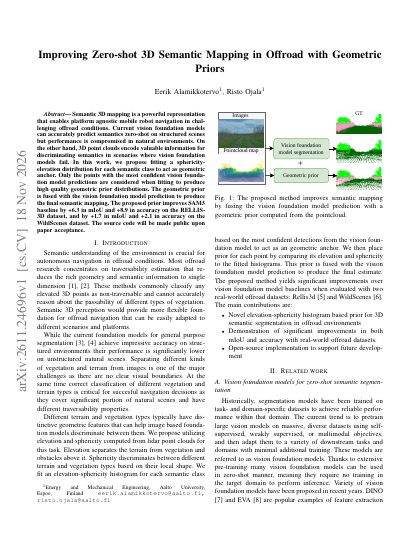 Improving Zero-shot 3D Semantic Mapping in Offroad with Geometric
Priors
Eerik Alamikkotervo¹, Risto Ojala¹
Abstract— Semantic 3D mapping is a powerful representation
that enables platform agnostic mobile robot navigation in chal-
lenging offroad conditions. Current vision foundation models
can accurately predict semantics zero-shot on structured scenes
but performance is compromised in natural environments. On
the other hand, 3D point clouds encode valuable information for
discriminating semantics in scenarios where vision foundation
models fail. In this work, we propose fitting a sphericity-
elevation distribution for each semantic class to act as geometric
prior. Only the points with the most confident vision founda-
tion model predictions are considered when fitting to produce
high quality geometric prior distributions. The geometric prior
is fused with the vision foundation model prediction to produce
the final semantic mapping. The proposed prior improves SAM3
baseline by +6.3 in mIoU and +8.9 in accuracy on the RELLIS-
3D dataset, and by +1.7 in mIoU and +2.1 in accuracy on the
WildScenes dataset. The source code will be made public upon
paper acceptance.
I. INTRODUCTION
Semantic understanding of the environment is crucial for
autonomous navigation in offroad conditions. Most offroad
research concentrates on traversability estimation that re-
duces the rich geometry and semantic information to single
dimension [1], [2]. These methods commonly classify any
elevated 3D points as non-traversable and cannot accurately
reason about the passability of different types of vegetation.
Semantic 3D perception would provide more flexible foun-
dation for offroad navigation that can be easily adapted to
different scenarios and platforms.
While the current foundation models for general purpose
segmentation [3], [4] achieve impressive accuracy on struc-
tured environments their performance is significantly lower
on unstructured natural scenes. Separating different kinds
of vegetation and terrain from images is one of the major
challenges as there are no clear visual boundaries. At the
same time correct classification of different vegetation and
terrain types is critical for successful navigation decisions as
they cover significant portion of natural scenes and have
different traversability properties.
Different terrain and vegetation types typically have dis-
tinctive geometric features that can help image based founda-
tion models discriminate between them. We propose utilizing
elevation and sphericity computed from lidar point clouds for
this task. Elevation separates the terrain from vegetation and
obstacles above it. Sphericity discriminates between different
terrain and vegetation types based on their local shape. We
fit an elevation-sphericity histogram for each semantic class
¹Energy and Mechanical Engineering, Aalto University,
Espoo, Finland eerik.alamikkotervo@aalto.fi,
risto.ojala@aalto.fi
Images
Pointcloud map
Vision foundation
model segmentation
+
Geometric prior
GT
Fig. 1: The proposed method improves semantic mapping
by fusing the vision foundation model prediction with a
geometric prior computed from the pointcloud.
based on the most confident detections from the vision foun-
dation model to act as an geometric anchor. We then place
prior for each point by comparing its elevation and sphericity
to the fitted histograms. This prior is fused with the vision
foundation model prediction to produce the final estimate.
The proposed method yields significant improvements over
vision foundation model baselines when evaluated with two
real-world offroad datasets: Rellis3d [5] and WildScenes [6].
The main contributions are:
• Novel elevation-sphericity histogram based prior for 3D
semantic segmentation in offroad environments
• Demonstration of significant improvements in both
mIoU and accuracy with real-world offroad datasets.
• Open-source implementation to support future develop-
ment
II. RELATED WORK
A. Vision foundation models for zero-shot semantic segmen-
tation
Historically, segmentation models have been trained on
task- and domain-specific datasets to achieve reliable perfor-
mance within that domain. The current trend is to pretrain
large vision models on massive, diverse datasets using self-
supervised, weakly supervised, or multimodal objectives,
and then adapt them to a variety of downstream tasks and
domains with minimal additional training. These models are
referred to as vision foundation models. Thanks to extensive
pre-training many vision foundation models can be used
in zero-shot manner, meaning they require no training in
the target domain to perform inference. Variety of vision
foundation models have been proposed in recent years. DINO
[7] and EVA [8] are popular examples of feature extraction
arXiv:2611.24696v1 [cs.CV] 18 Nov 2026